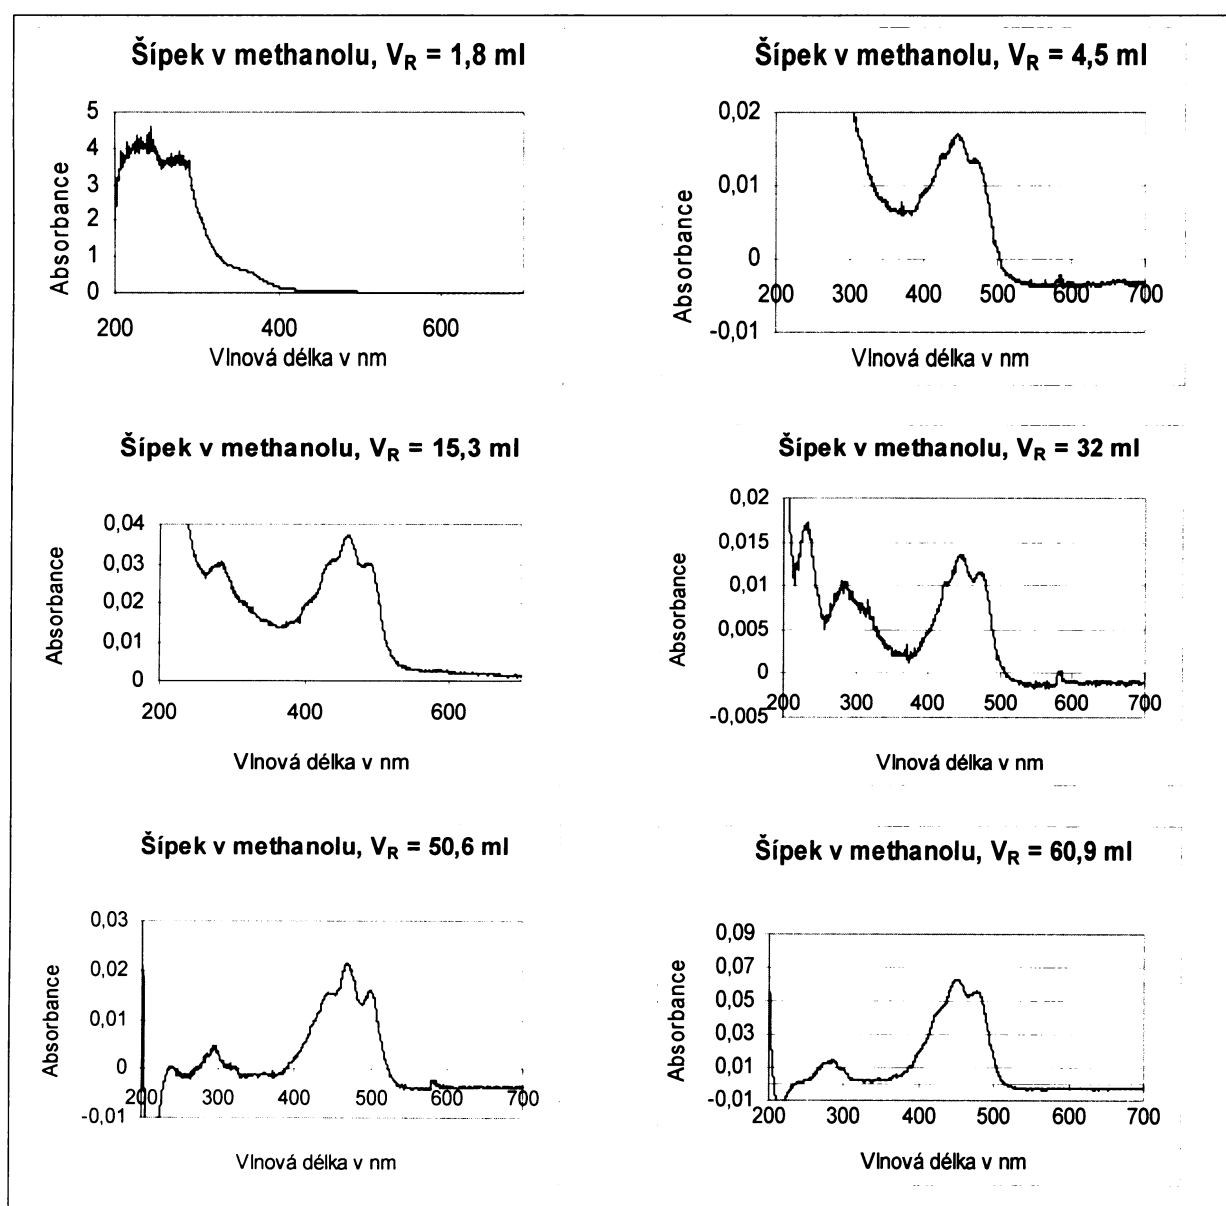 Šípek v methanolu, VR = 1,8 ml
5
4
3
2
1
0
Absorbance
200 400 600
Vlnová délka v nm
Šípek v methanolu, VR = 4,5 ml
0,02
0,01
0
-0,01
Absorbance
200 300 400 500 600 700
Vlnová délka v nm
Šípek v methanolu, VR = 15,3 ml
0,04
0,03
0,02
0,01
0
Absorbance
200 400 600
Vlnová délka v nm
Šípek v methanolu, VR = 32 ml
0,02
0,015
0,01
0,005
0
-0,005
Absorbance
200 300 400 500 600 700
Vlnová délka v nm
Šípek v methanolu, VR = 50,6 ml
0,03
0,02
0,01
0
-0,01
Absorbance
200 300 400 500 600 700
Vlnová délka v nm
Šípek v methanolu, VR = 60,9 ml
0,09
0,07
0,05
0,03
0,01
-0,01
Absorbance
200 300 400 500 600 700
Vlnová délka v nm